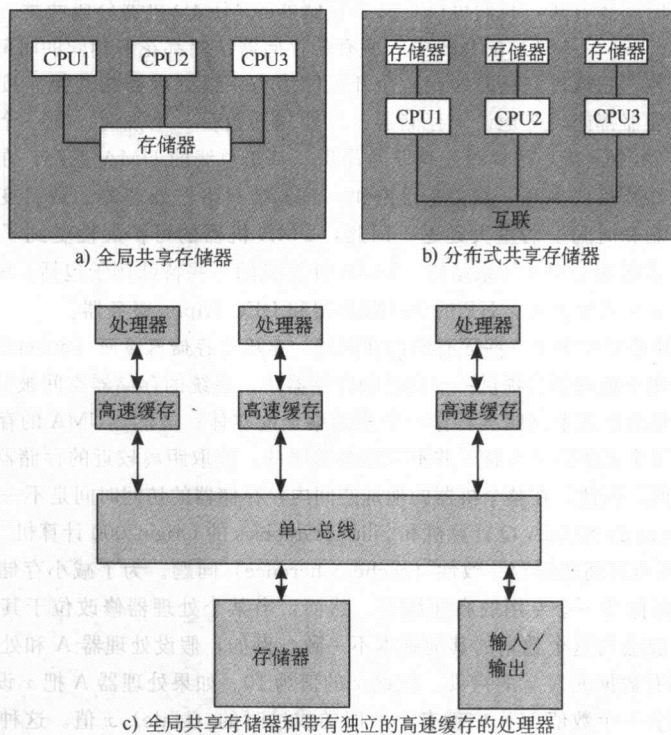 CPU1 CPU2 CPU3
存储器
a) 全局共享存储器
存储器 存储器 存储器
CPU1 CPU2 CPU3
互联
b) 分布式共享存储器
处理器 处理器 处理器
高速缓存 高速缓存 高速缓存
单一总线
存储器
输入/
输出
c) 全局共享存储器和带有独立的高速缓存的处理器